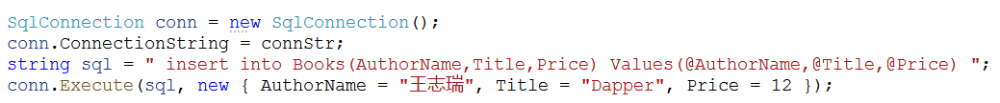 SqlConnection conn = new SqlConnection();
conn.ConnectionString = connStr;
string sql = " insert into Books(AuthorName,Title,Price) Values(@AuthorName,@Title,@Price) ";
conn.Execute(sql, new { AuthorName = "王志瑞", Title = "Dapper", Price = 12 });